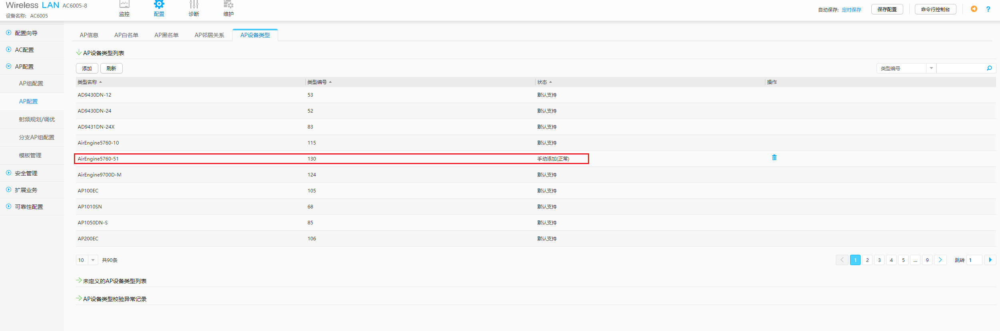 Wireless LAN AC6005-8
设备名称: AC6005
监控
配置
诊断
维护
自动保存: 定时保存
保存配置
命令行控制台
?
配置向导
AC配置
AP配置
AP组配置
AP配置
射频规划/调优
分支AP组配置
模板管理
安全管理
扩展业务
可靠性配置
AP信息 AP白名单 AP黑名单 AP邻居关系 AP设备类型
AP设备类型列表
添加 刷新 类型编号
类型名称 类型编号 状态 操作
AD9430DN-12 53 默认支持
AD9430DN-24 52 默认支持
AD9431DN-24X 83 默认支持
AirEngine5760-10 115 默认支持
AirEngine5760-51 130 手动添加(正常)
AirEngine9700D-M 124 默认支持
AP100EC 105 默认支持
AP1010SN 68 默认支持
AP1050DN-S 85 默认支持
AP200EC 106 默认支持
10 共90条 1 2 3 4 5 ... 9 跳转 1
未定义的AP设备类型列表
AP设备类型校验异常记录